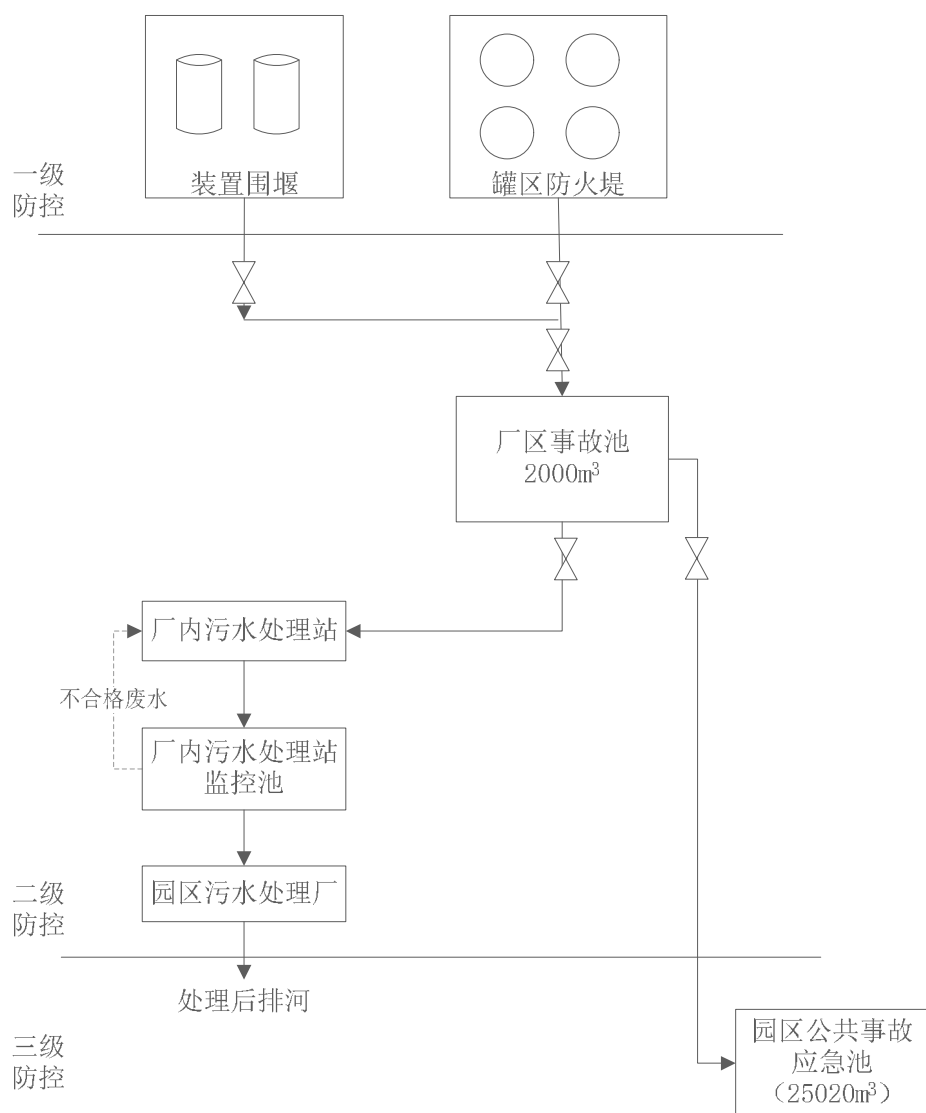 装置围堰
罐区防火堤
一级
防控
厂区事故池
2000m³
厂内污水处理站
不合格废水
厂内污水处理站
监控池
园区污水处理厂
二级
防控
处理后排河
三级
防控
园区公共事故
应急池
（25020m³）